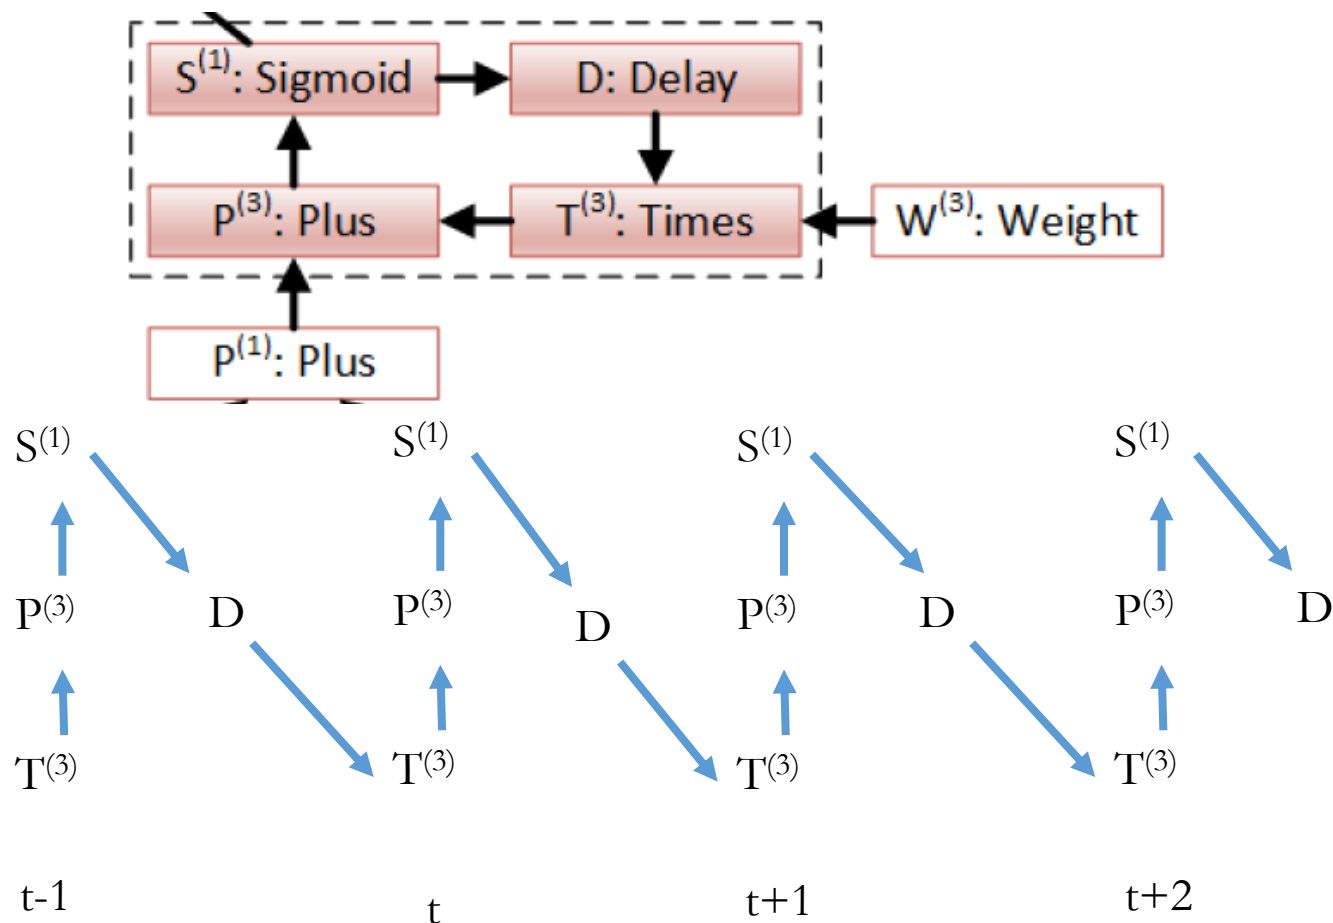 S(1): Sigmoid D: Delay
P(3): Plus T(3): Times W(3): Weight
P(1): Plus
S(1) S(1) S(1) S(1)
P(3) D P(3) D P(3) D P(3) D
T(3) T(3) T(3) T(3)
t-1 t t+1 t+2